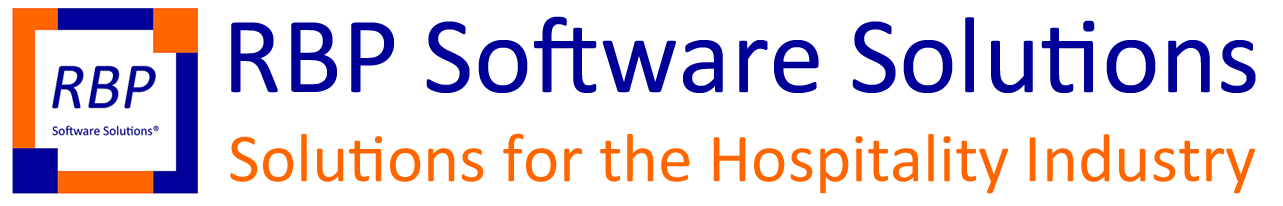 RBP
Software Solutions®
RBP Software Solutions
Solutions for the Hospitality Industry